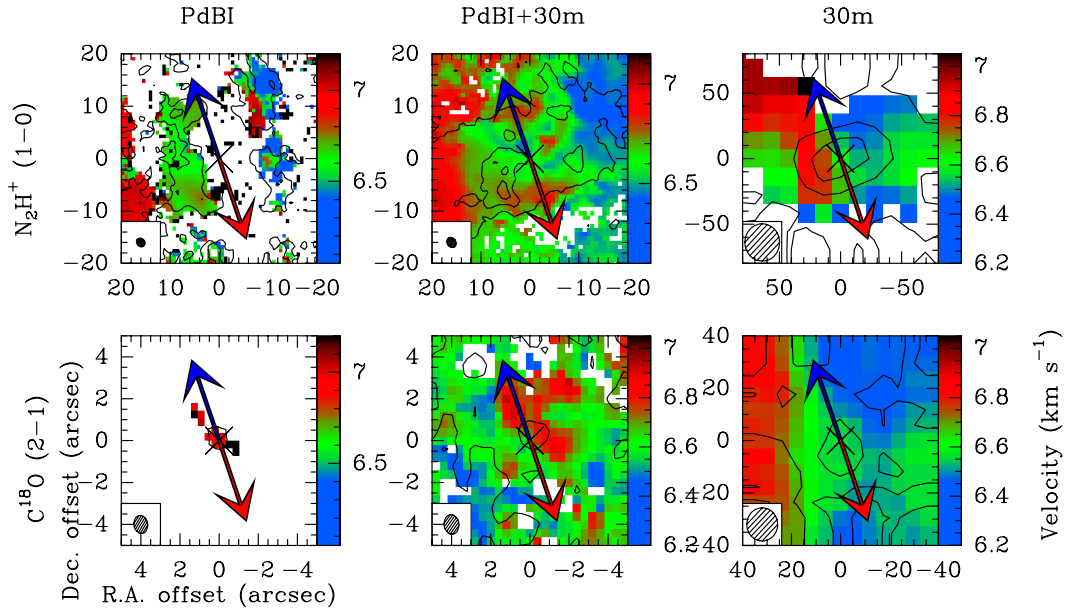 PdBI PdBI+30m 30m
N₂H⁺ (1−0)
20 10 0 −10 −20
20 10 0 −10 −20
7 6.5
20 10 0 −10 −20
20 10 0 −10 −20
7 6.5
50 0 −50
50 0 −50
7 6.8 6.6 6.4 6.2
C¹⁸O (2−1)
Dec. offset (arcsec)
4 2 0 −2 −4
4 2 0 −2 −4
7 6.5
4 2 0 −2 −4
4 2 0 −2 −4
7 6.8 6.6 6.4 6.2
40 20 0 −20 −40
40 20 0 −20 −40
7 6.8 6.6 6.4 6.2
R.A. offset (arcsec)
Velocity (km s⁻¹)